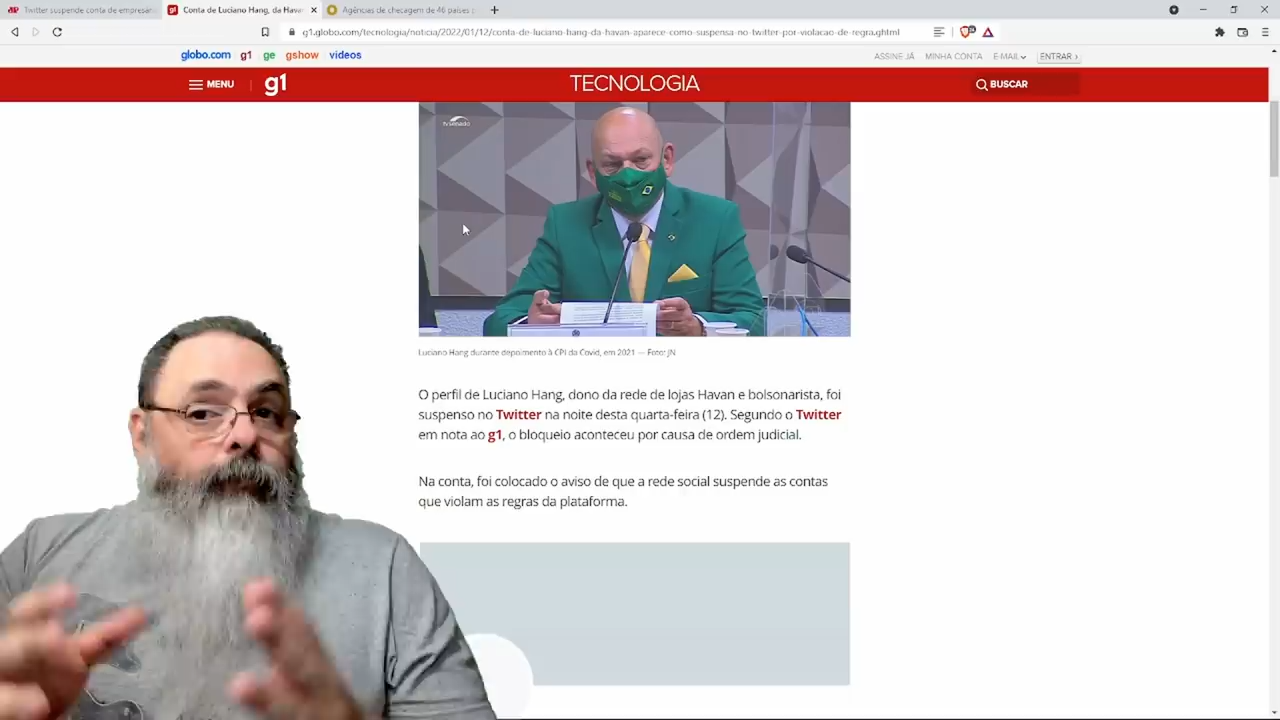 Twitter suspende conta de empresári
Conta de Luciano Hang, da Hava
Agências de checagem de 46 países
g1.globo.com/tecnologia/noticia/2022/01/12/conta-de-luciano-hang-da-havan-aparece-como-suspensa-no-twitter-por-violacao-de-regra.ghtml
globo.com g1 ge gshow vídeos
ASSINE JÁ MINHA CONTA E-MAIL ENTRAR ›
MENU g1 TECNOLOGIA BUSCAR
tv senado
Luciano Hang durante depoimento à CPI da Covid, em 2021 — Foto: JN
O perfil de Luciano Hang, dono da rede de lojas Havan e bolsonarista, foi
suspenso no Twitter na noite desta quarta-feira (12). Segundo o Twitter
em nota ao g1, o bloqueio aconteceu por causa de ordem judicial.
Na conta, foi colocado o aviso de que a rede social suspende as contas
que violam as regras da plataforma.